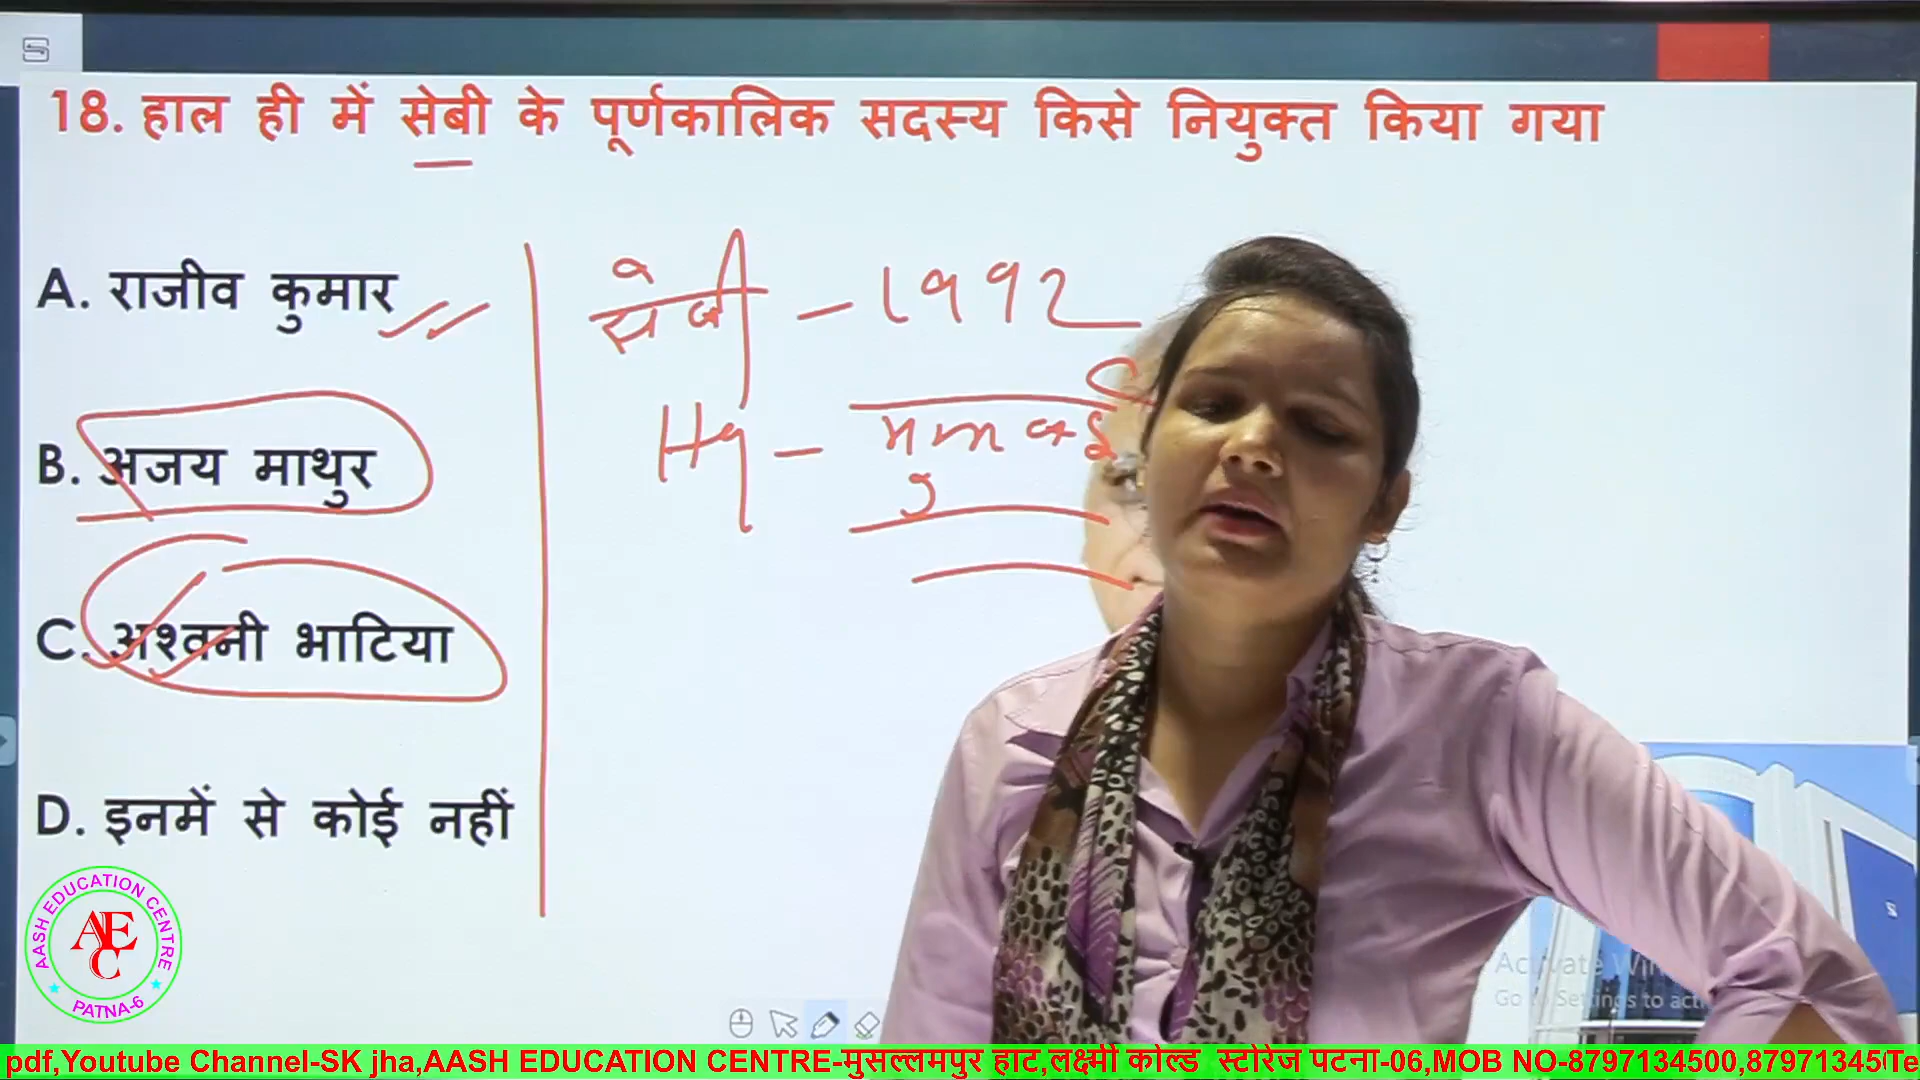 18. हाल ही में सेबी के पूर्णकालिक सदस्य किसे नियुक्त किया गया
A. राजीव कुमार
B. अजय माथुर
C. अश्वनी भाटिया
D. इनमें से कोई नहीं
सेबी - 1992
Hq - मुम्बई
AASH EDUCATION CENTRE
AEC
PATNA-6
pdf,Youtube Channel-SK jha,AASH EDUCATION CENTRE-मुसल्लमपुर हाट,लक्ष्मी कोल्ड स्टोरेज पटना-06,MOB NO-8797134500,87971345